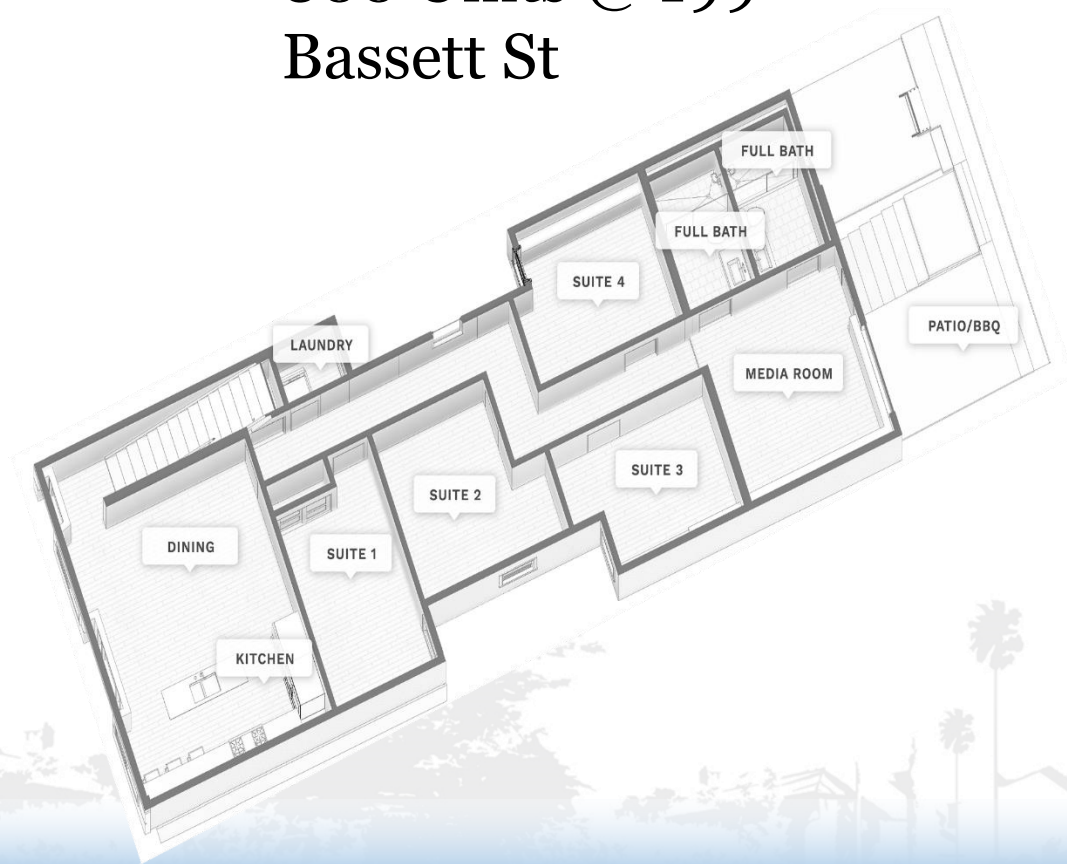 Bassett St
FULL BATH
FULL BATH
SUITE 4
PATIO/BBQ
LAUNDRY
MEDIA ROOM
SUITE 3
SUITE 2
DINING
SUITE 1
KITCHEN